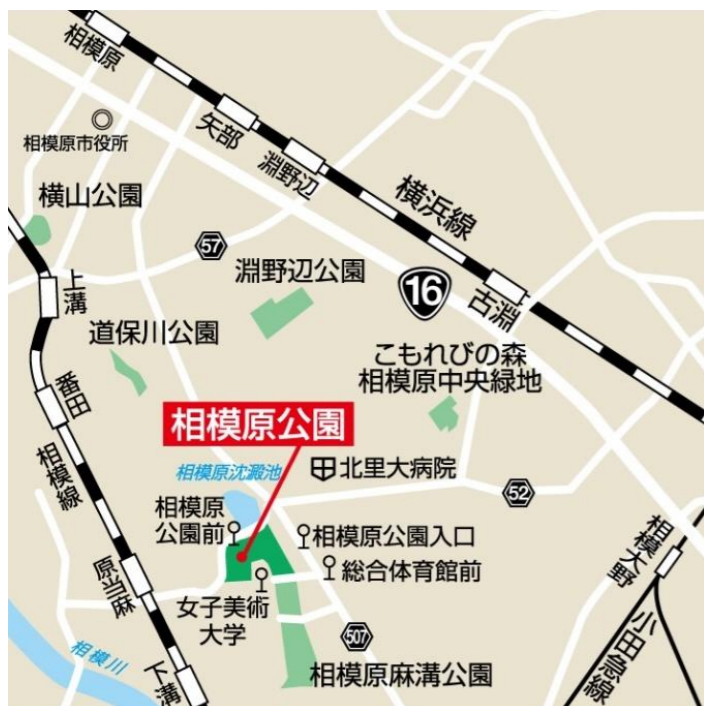 相模原
相模原市役所
矢部
淵野辺
横浜線
横山公園
57
淵野辺公園
16
古淵
上溝
道保川公園
こもれびの森
相模原中央緑地
番田
相模原公園
相模原沈澱池
北里大病院
相模線
52
相模原
公園前
相模原公園入口
総合体育館前
相模大野
原当麻
女子美術
大学
小田急線
507
相模川
下溝
相模原麻溝公園